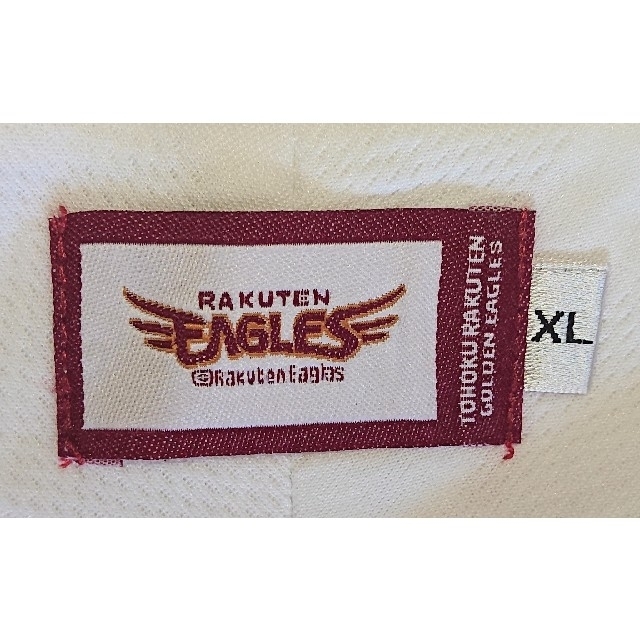 RAKUTEN
EAGLES
©Rakuten Eagles
TOHOKU RAKUTEN
GOLDEN EAGLES
XL